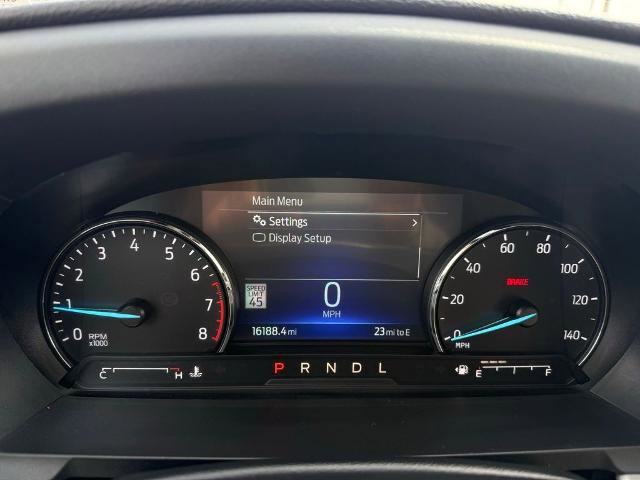 Main Menu
Settings >
Display Setup
SPEED
LIMIT
45
0
MPH
16188.4 mi
23 mi to E
0 1 2 3 4 5 6 7 8
RPM
x1000
0 20 40 60 80 100 120 140
BRAKE
MPH
C H
P R N D L
E F